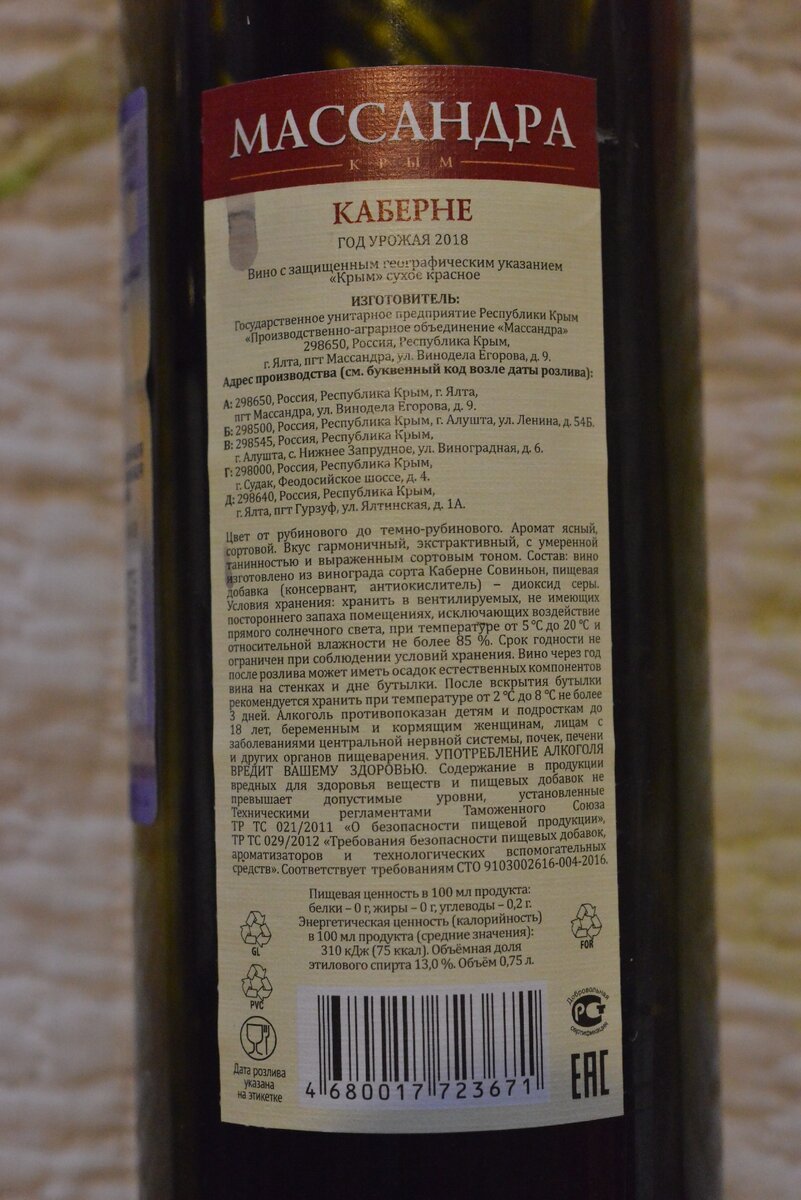 МАССАНДРА
КРЫМ
КАБЕРНЕ
ГОД УРОЖАЯ 2018
Вино с защищенным географическим указанием
«Крым» сухое красное
ИЗГОТОВИТЕЛЬ:
Государственное унитарное предприятие Республики Крым
«Производственно-аграрное объединение «Массандра»
298650, Россия, Республика Крым,
г. Ялта, пгт Массандра, ул. Винодела Егорова, д. 9.
Адрес производства (см. буквенный код возле даты розлива):
А: 298650, Россия, Республика Крым, г. Ялта,
пгт Массандра, ул. Винодела Егорова, д. 9.
Б: 298500, Россия, Республика Крым, г. Алушта, ул. Ленина, д. 54Б.
В: 298545, Россия, Республика Крым,
г. Алушта, с. Нижнее Запрудное, ул. Виноградная, д. 6.
Г: 298000, Россия, Республика Крым,
г. Судак, Феодосийское шоссе, д. 4.
Д: 298640, Россия, Республика Крым,
г. Ялта, пгт Гурзуф, ул. Ялтинская, д. 1А.
Цвет от рубинового до темно-рубинового. Аромат ясный,
сортовой. Вкус гармоничный, экстрактивный, с умеренной
танинностью и выраженным сортовым тоном. Состав: вино
изготовлено из винограда сорта Каберне Совиньон, пищевая
добавка (консервант, антиокислитель) – диоксид серы.
Условия хранения: хранить в вентилируемых, не имеющих
постороннего запаха помещениях, исключающих воздействие
прямого солнечного света, при температуре от 5 °С до 20 °С и
относительной влажности не более 85 %. Срок годности не
ограничен при соблюдении условий хранения. Вино через год
после розлива может иметь осадок естественных компонентов
вина на стенках и дне бутылки. После вскрытия бутылки
рекомендуется хранить при температуре от 2 °С до 8 °С не более
3 дней. Алкоголь противопоказан детям и подросткам до
18 лет, беременным и кормящим женщинам, лицам с
заболеваниями центральной нервной системы, почек, печени
и других органов пищеварения. УПОТРЕБЛЕНИЕ АЛКОГОЛЯ
ВРЕДИТ ВАШЕМУ ЗДОРОВЬЮ. Содержание в продукции
вредных для здоровья веществ и пищевых добавок не
превышает допустимые уровни, установленные
Техническими регламентами Таможенного Союза
ТР ТС 021/2011 «О безопасности пищевой продукции»,
ТР ТС 029/2012 «Требования безопасности пищевых добавок,
ароматизаторов и технологических вспомогательных
средств». Соответствует требованиям СТО 9103002616-004-2016.
Пищевая ценность в 100 мл продукта:
белки – 0 г, жиры – 0 г, углеводы – 0,2 г.
Энергетическая ценность (калорийность)
в 100 мл продукта (средние значения):
310 кДж (75 ккал). Объёмная доля
этилового спирта 13,0 %. Объём 0,75 л.
GL
PVC
FOR
Добровольная
РСТ
сертификация
Дата розлива
указана
на этикетке
4 680017 723671
ЕАС